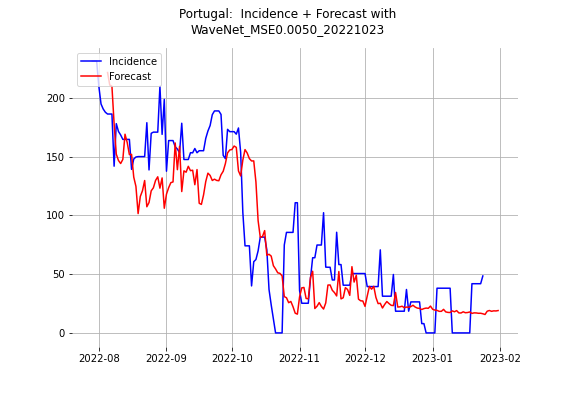 Portugal:  Incidence + Forecast with
WaveNet_MSE0.0050_20221023
Incidence
Forecast
200
150
100
50
0
2022-08 2022-09 2022-10 2022-11 2022-12 2023-01 2023-02